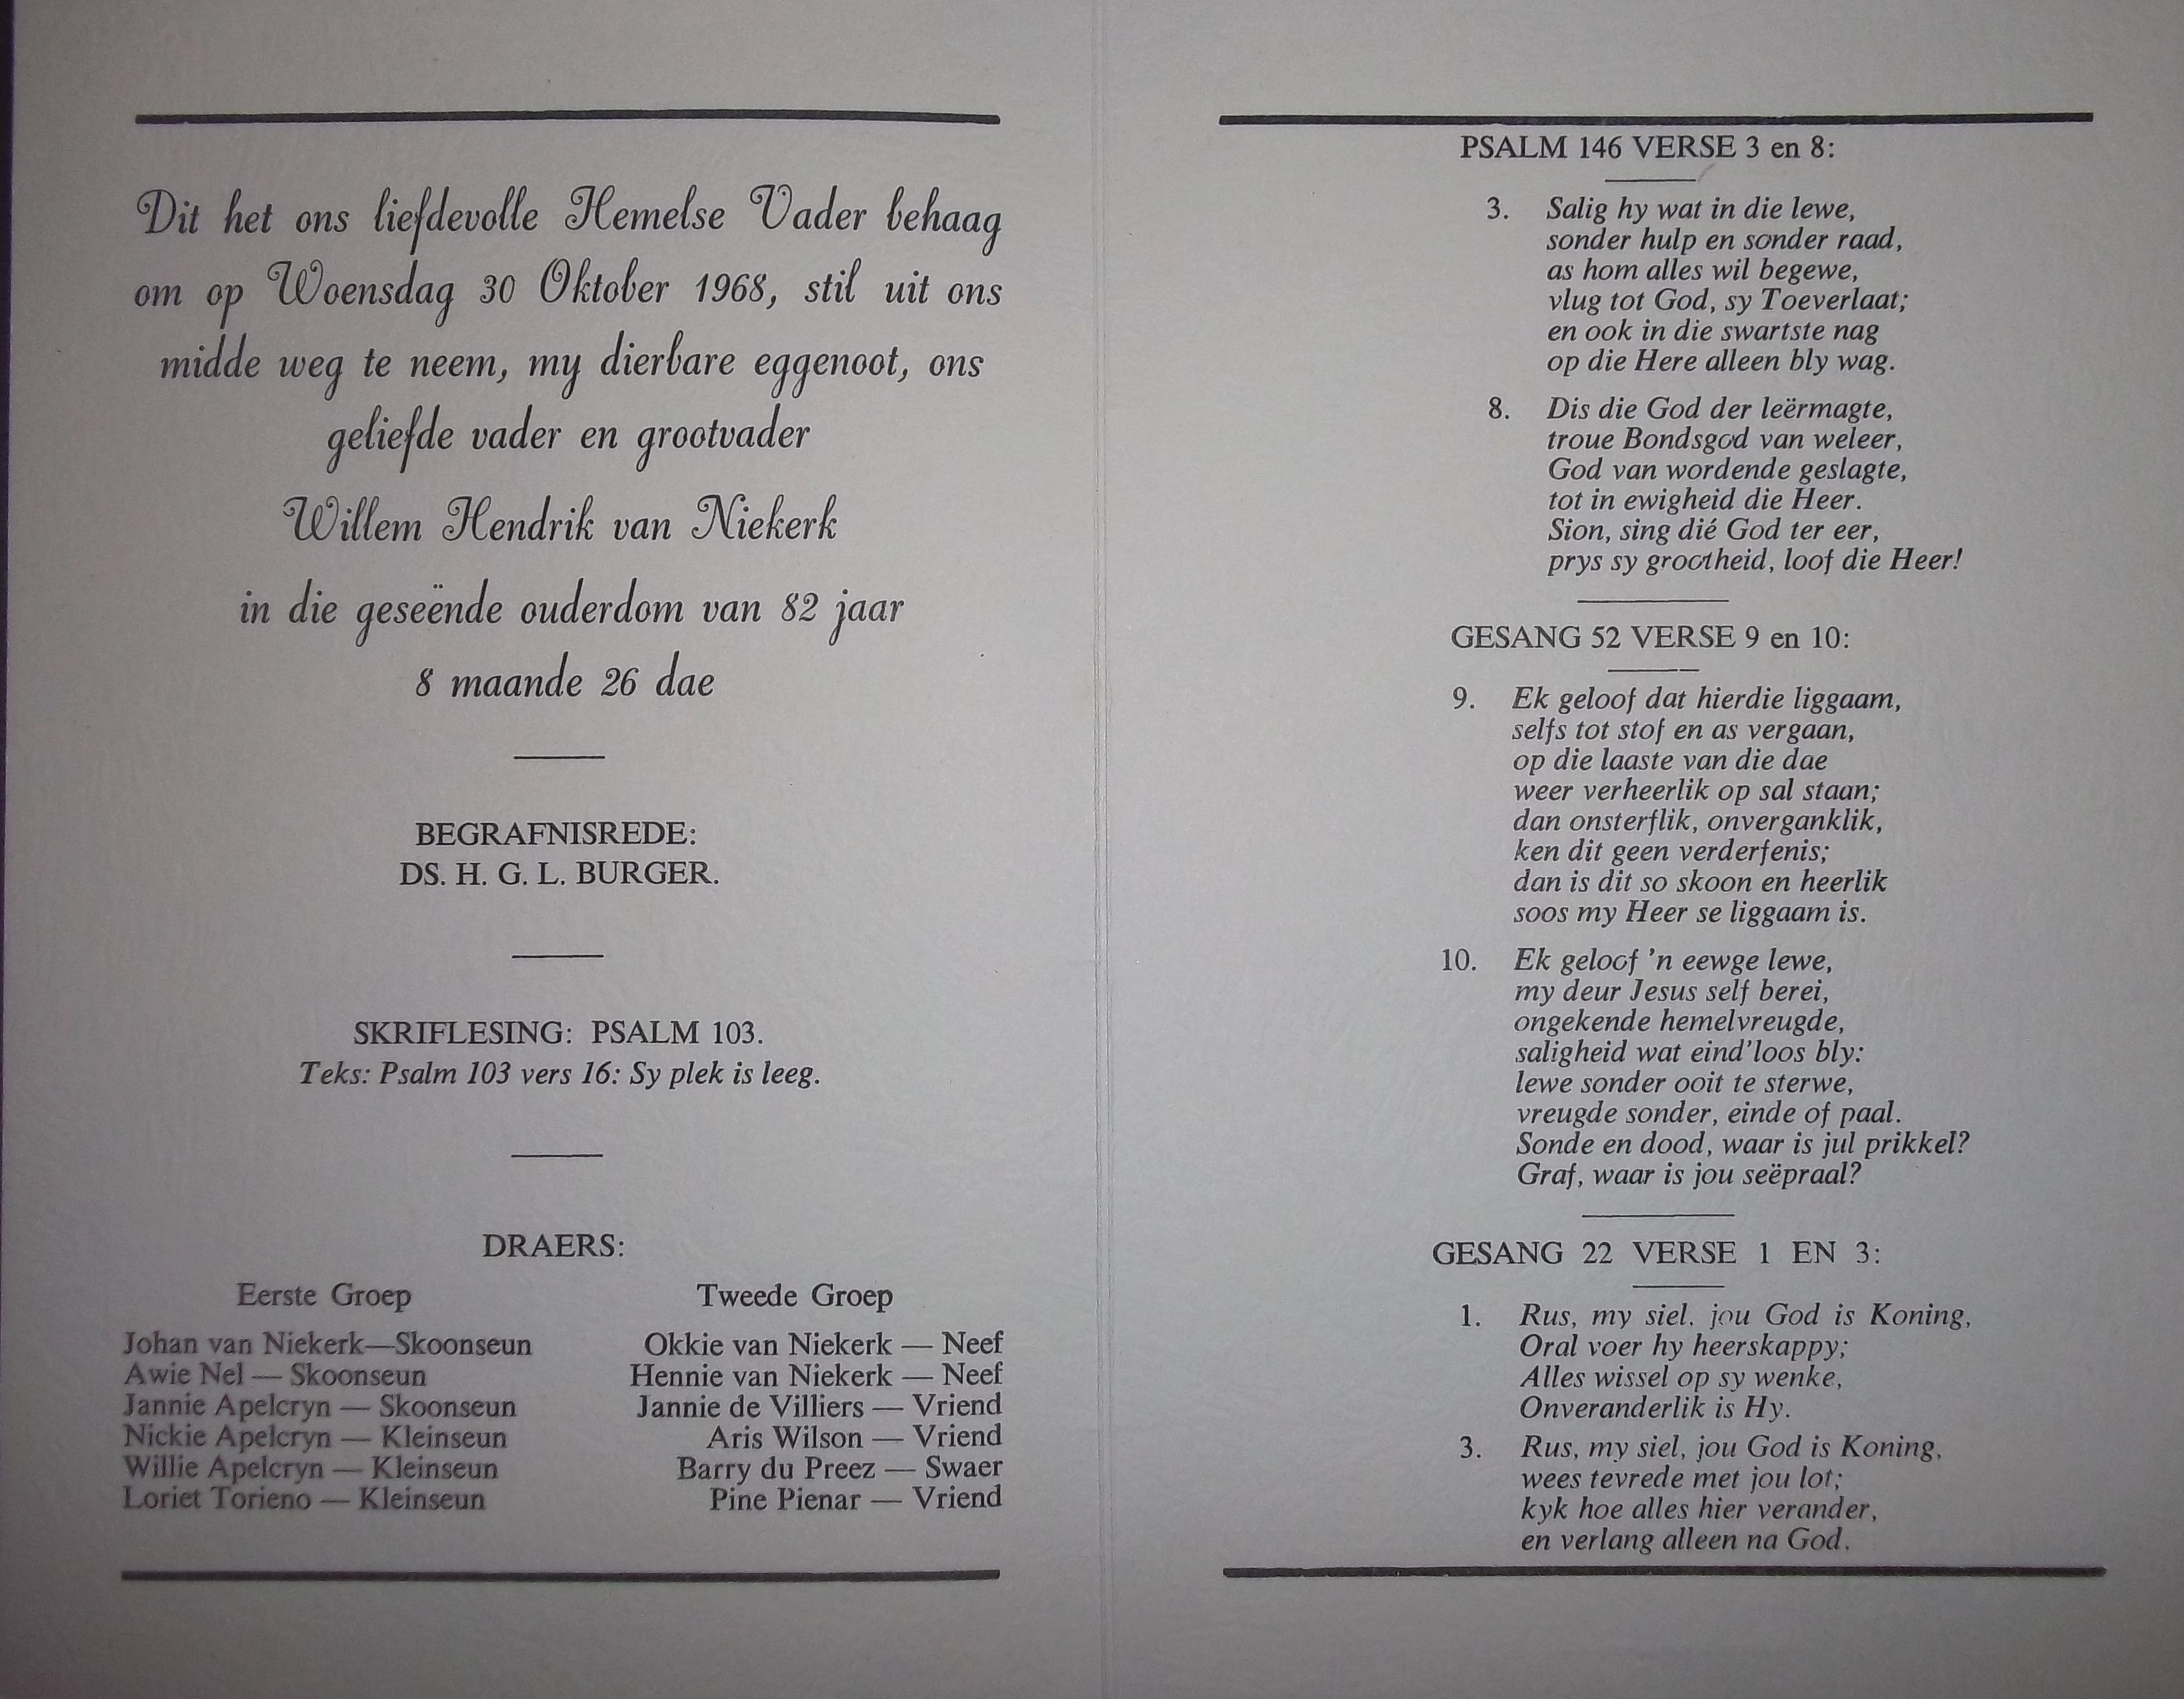 Dit het ons liefdevolle Hemelse Vader behaag
om op Woensdag 30 Oktober 1968, stil uit ons
midde weg te neem, my dierbare eggenoot, ons
geliefde vader en grootvader
Willem Hendrik van Niekerk
in die geseënde ouderdom van 82 jaar
8 maande 26 dae
BEGRAFNISREDE:
DS. H. G. L. BURGER.
SKRIFLESING: PSALM 103.
Teks: Psalm 103 vers 16: Sy plek is leeg.
DRAERS:
Eerste Groep
Johan van Niekerk—Skoonseun
Awie Nel — Skoonseun
Jannie Apelcryn — Skoonseun
Nickie Apelcryn — Kleinseun
Willie Apelcryn — Kleinseun
Loriet Torieno — Kleinseun
Tweede Groep
Okkie van Niekerk — Neef
Hennie van Niekerk — Neef
Jannie de Villiers — Vriend
Aris Wilson — Vriend
Barry du Preez — Swaer
Pine Pienar — Vriend
PSALM 146 VERSE 3 en 8:
3. Salig hy wat in die lewe,
sonder hulp en sonder raad,
as hom alles wil begewe,
vlug tot God, sy Toeverlaat;
en ook in die swartste nag
op die Here alleen bly wag.
8. Dis die God der leërmagte,
troue Bondsgod van weleer,
God van wordende geslagte,
tot in ewigheid die Heer.
Sion, sing dié God ter eer,
prys sy grootheid, loof die Heer!
GESANG 52 VERSE 9 en 10:
9. Ek geloof dat hierdie liggaam,
selfs tot stof en as vergaan,
op die laaste van die dae
weer verheerlik op sal staan;
dan onsterflik, onverganklik,
ken dit geen verderfenis;
dan is dit so skoon en heerlik
soos my Heer se liggaam is.
10. Ek geloof 'n eewge lewe,
my deur Jesus self berei,
ongekende hemelvreugde,
saligheid wat eind'loos bly:
lewe sonder ooit te sterwe,
vreugde sonder, einde of paal.
Sonde en dood, waar is jul prikkel?
Graf, waar is jou seëpraal?
GESANG 22 VERSE 1 EN 3:
1. Rus, my siel. jou God is Koning,
Oral voer hy heerskappy;
Alles wissel op sy wenke,
Onveranderlik is Hy.
3. Rus, my siel, jou God is Koning,
wees tevrede met jou lot;
kyk hoe alles hier verander,
en verlang alleen na God.